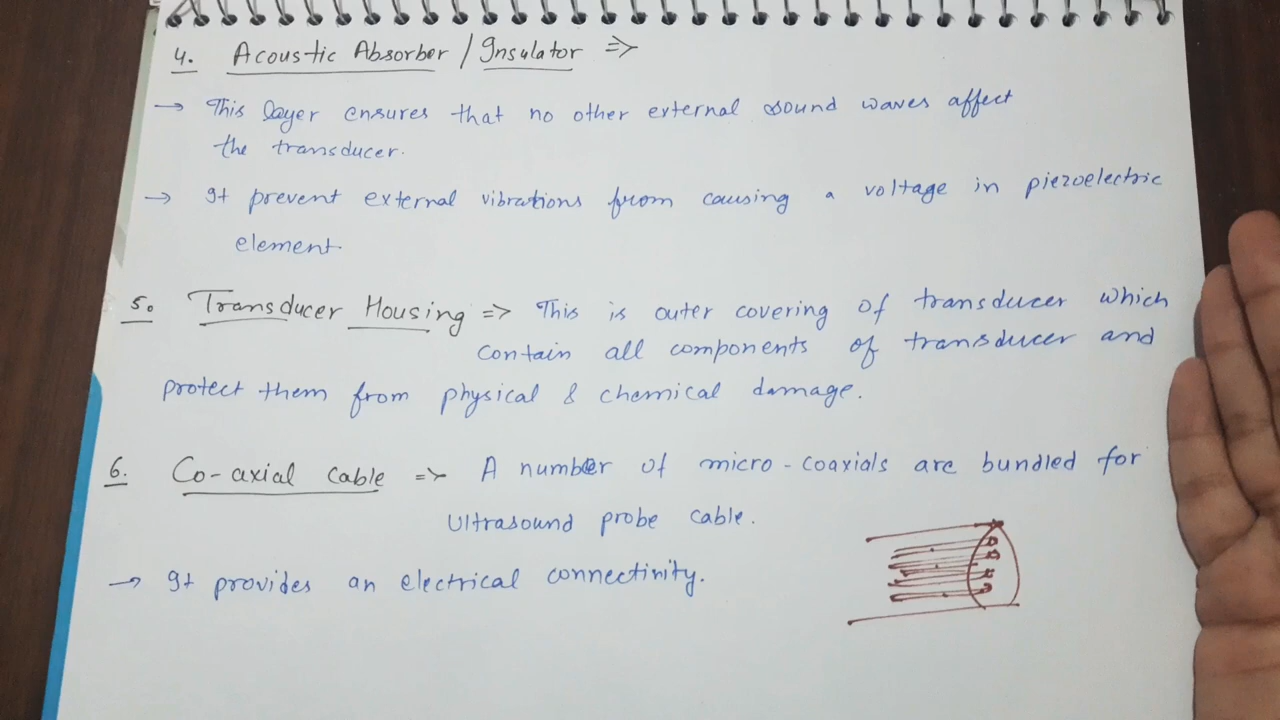 4. Acoustic Absorber / Insulator =>
→ This layer ensures that no other external sound waves affect
the transducer.
→ It prevent external vibrations from causing a voltage in piezoelectric
element.
5. Transducer Housing => This is outer covering of transducer which
contain all components of transducer and
protect them from physical & chemical damage.
6. Co-axial cable => A number of micro-coaxials are bundled for
Ultrasound probe cable.
→ It provides an electrical connectinity.